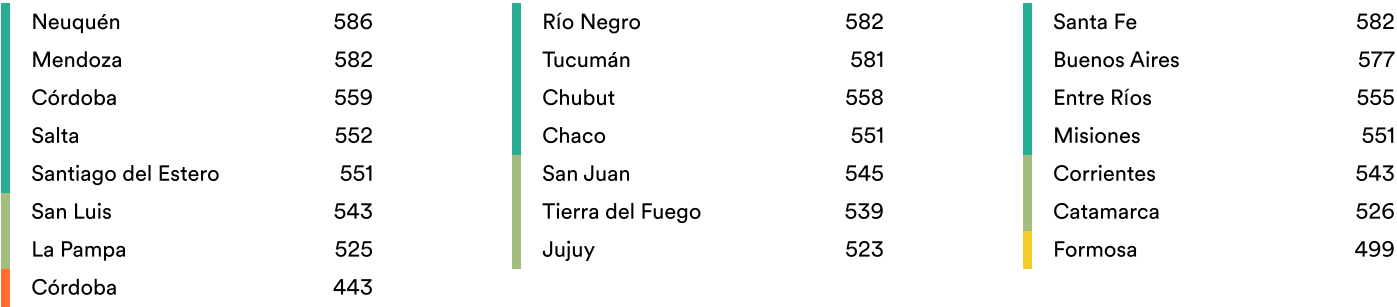 Neuquén 586
Mendoza 582
Córdoba 559
Salta 552
Santiago del Estero 551
San Luis 543
La Pampa 525
Córdoba 443
Río Negro 582
Tucumán 581
Chubut 558
Chaco 551
San Juan 545
Tierra del Fuego 539
Jujuy 523
Santa Fe 582
Buenos Aires 577
Entre Ríos 555
Misiones 551
Corrientes 543
Catamarca 526
Formosa 499